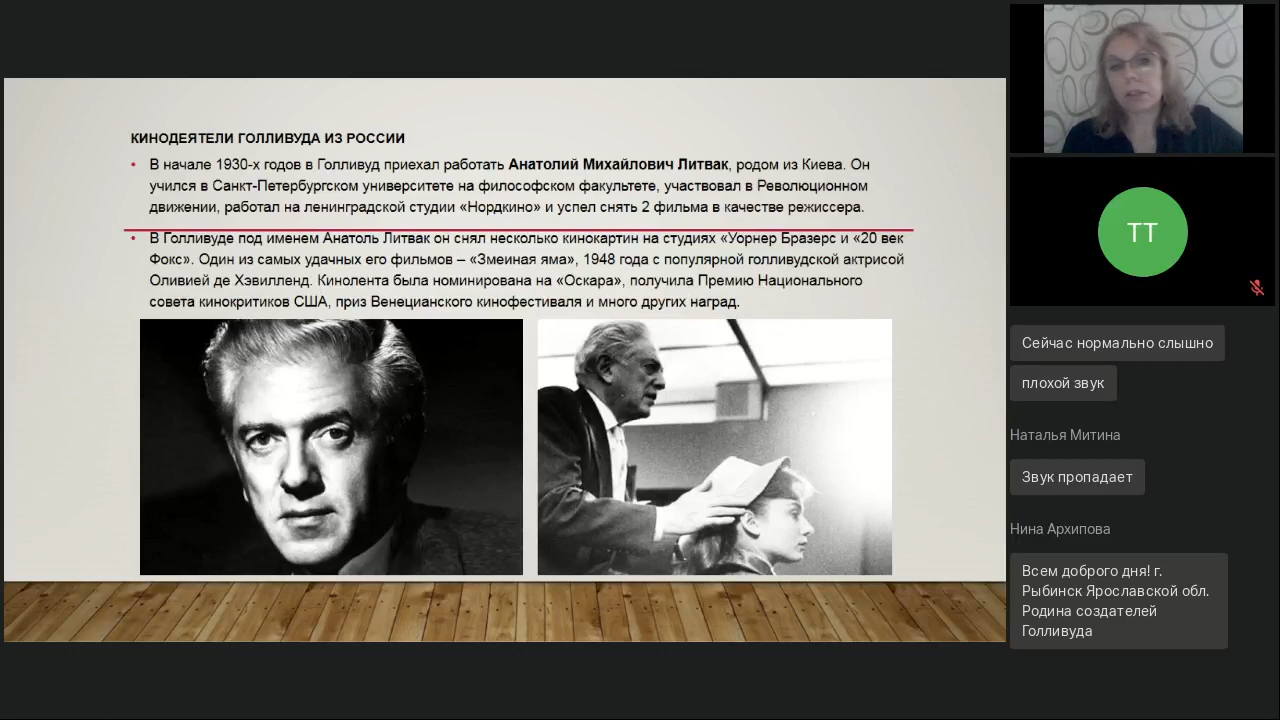 КИНОДЕЯТЕЛИ ГОЛЛИВУДА ИЗ РОССИИ
• В начале 1930-х годов в Голливуд приехал работать Анатолий Михайлович Литвак, родом из Киева. Он
учился в Санкт-Петербургском университете на философском факультете, участвовал в Революционном
движении, работал на ленинградской студии «Нордкино» и успел снять 2 фильма в качестве режиссера.
• В Голливуде под именем Анатоль Литвак он снял несколько кинокартин на студиях «Уорнер Бразерс и «20 век
Фокс». Один из самых удачных его фильмов – «Змеиная яма», 1948 года с популярной голливудской актрисой
Оливией де Хэвилленд. Кинолента была номинирована на «Оскара», получила Премию Национального
совета кинокритиков США, приз Венецианского кинофестиваля и много других наград.
ТТ
Сейчас нормально слышно
плохой звук
Наталья Митина
Звук пропадает
Нина Архипова
Всем доброго дня! г.
Рыбинск Ярославской обл.
Родина создателей
Голливуда